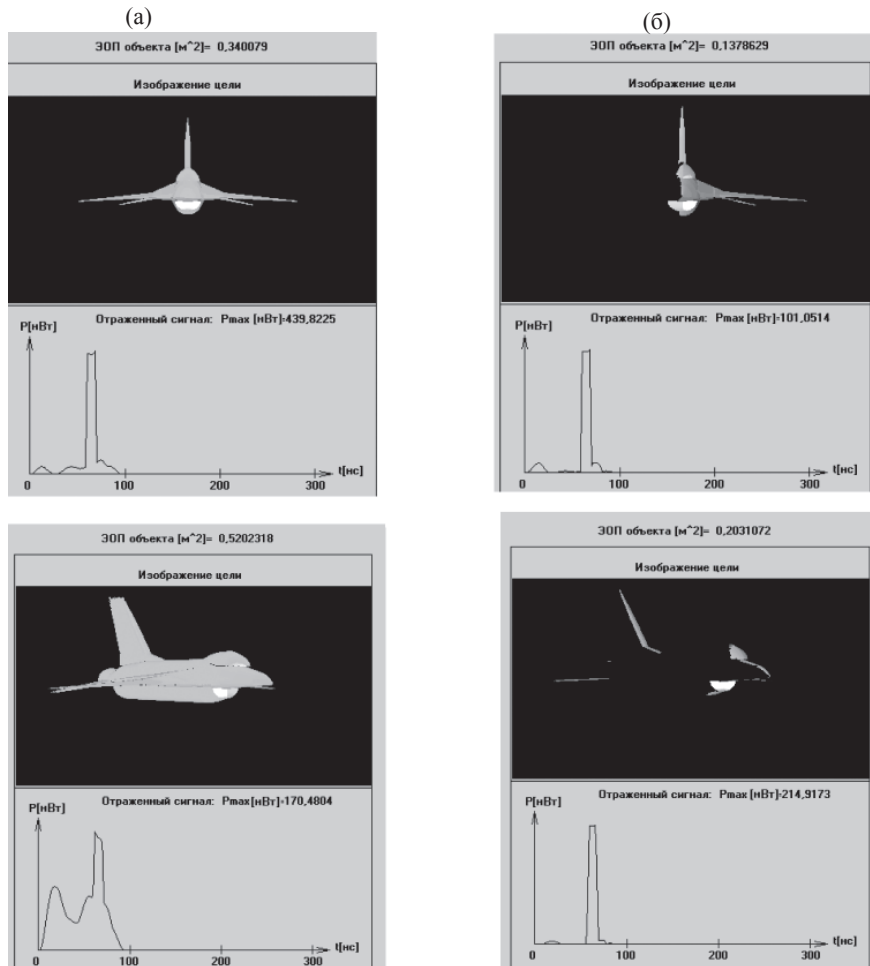 (а)
ЭОП объекта [м^2]= 0,340079
Изображение цели
Отраженный сигнал: Pmax [нВт]=439,8225
P[нВт]
t[нс]
0 100 200 300
(б)
ЭОП объекта [м^2]= 0,1378629
Изображение цели
Отраженный сигнал: Pmax [нВт]=101,0514
P[нВт]
t[нс]
0 100 200 300
ЭОП объекта [м^2]= 0,5202318
Изображение цели
Отраженный сигнал: Pmax [нВт]=170,4804
P[нВт]
t[нс]
0 100 200 300
ЭОП объекта [м^2]= 0,2031072
Изображение цели
Отраженный сигнал: Pmax [нВт]=214,9173
P[нВт]
t[нс]
0 100 200 300